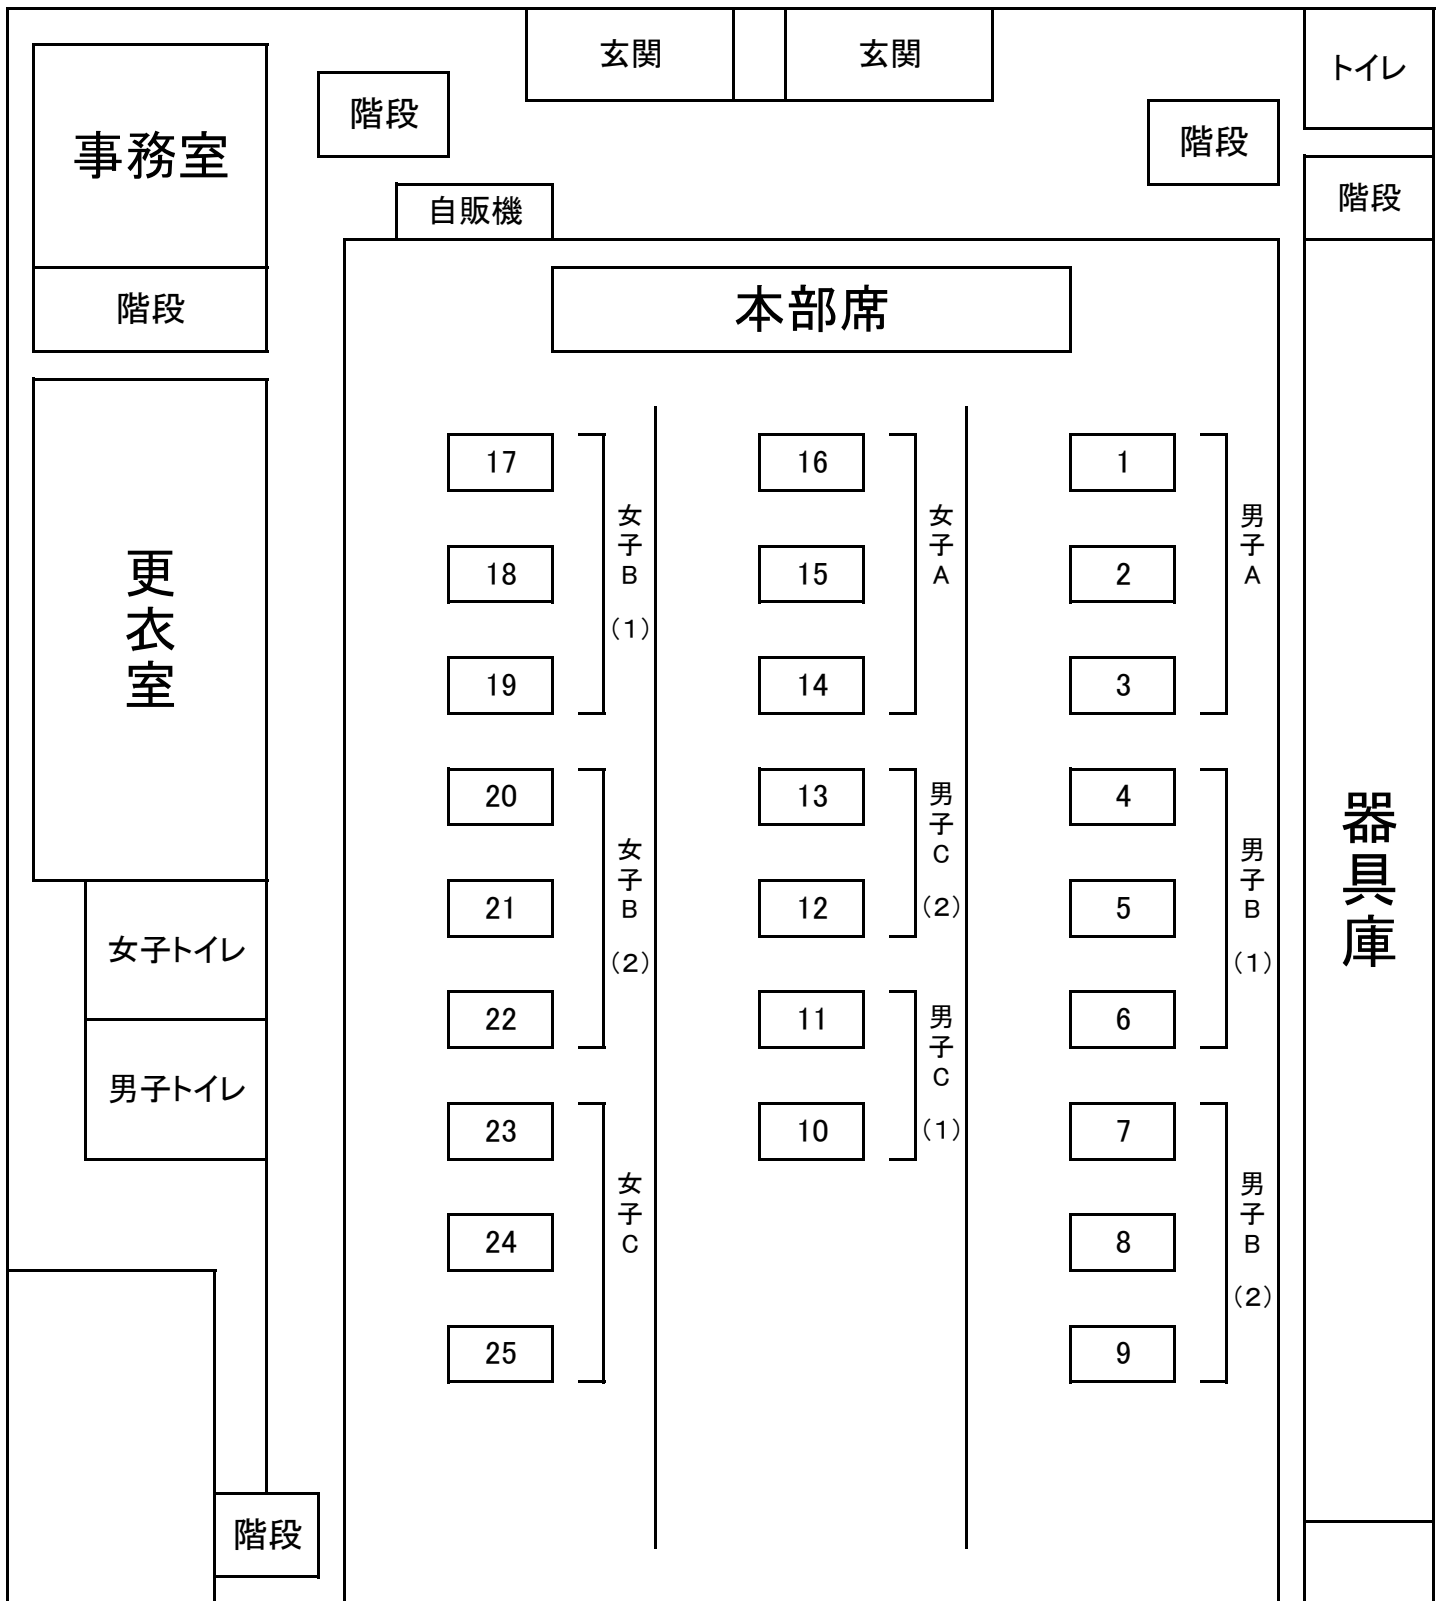 玄関
玄関
トイレ
階段
階段
事務室
階段
自販機
階段
本部席
17
16
1
女子B(1)
女子A
男子A
18
15
2
19
14
3
更衣室
20
13
4
女子B(2)
男子C(2)
男子B(1)
器具庫
21
12
5
女子トイレ
22
11
6
男子C(1)
男子トイレ
23
10
7
女子C
男子B(2)
24
8
25
9
階段